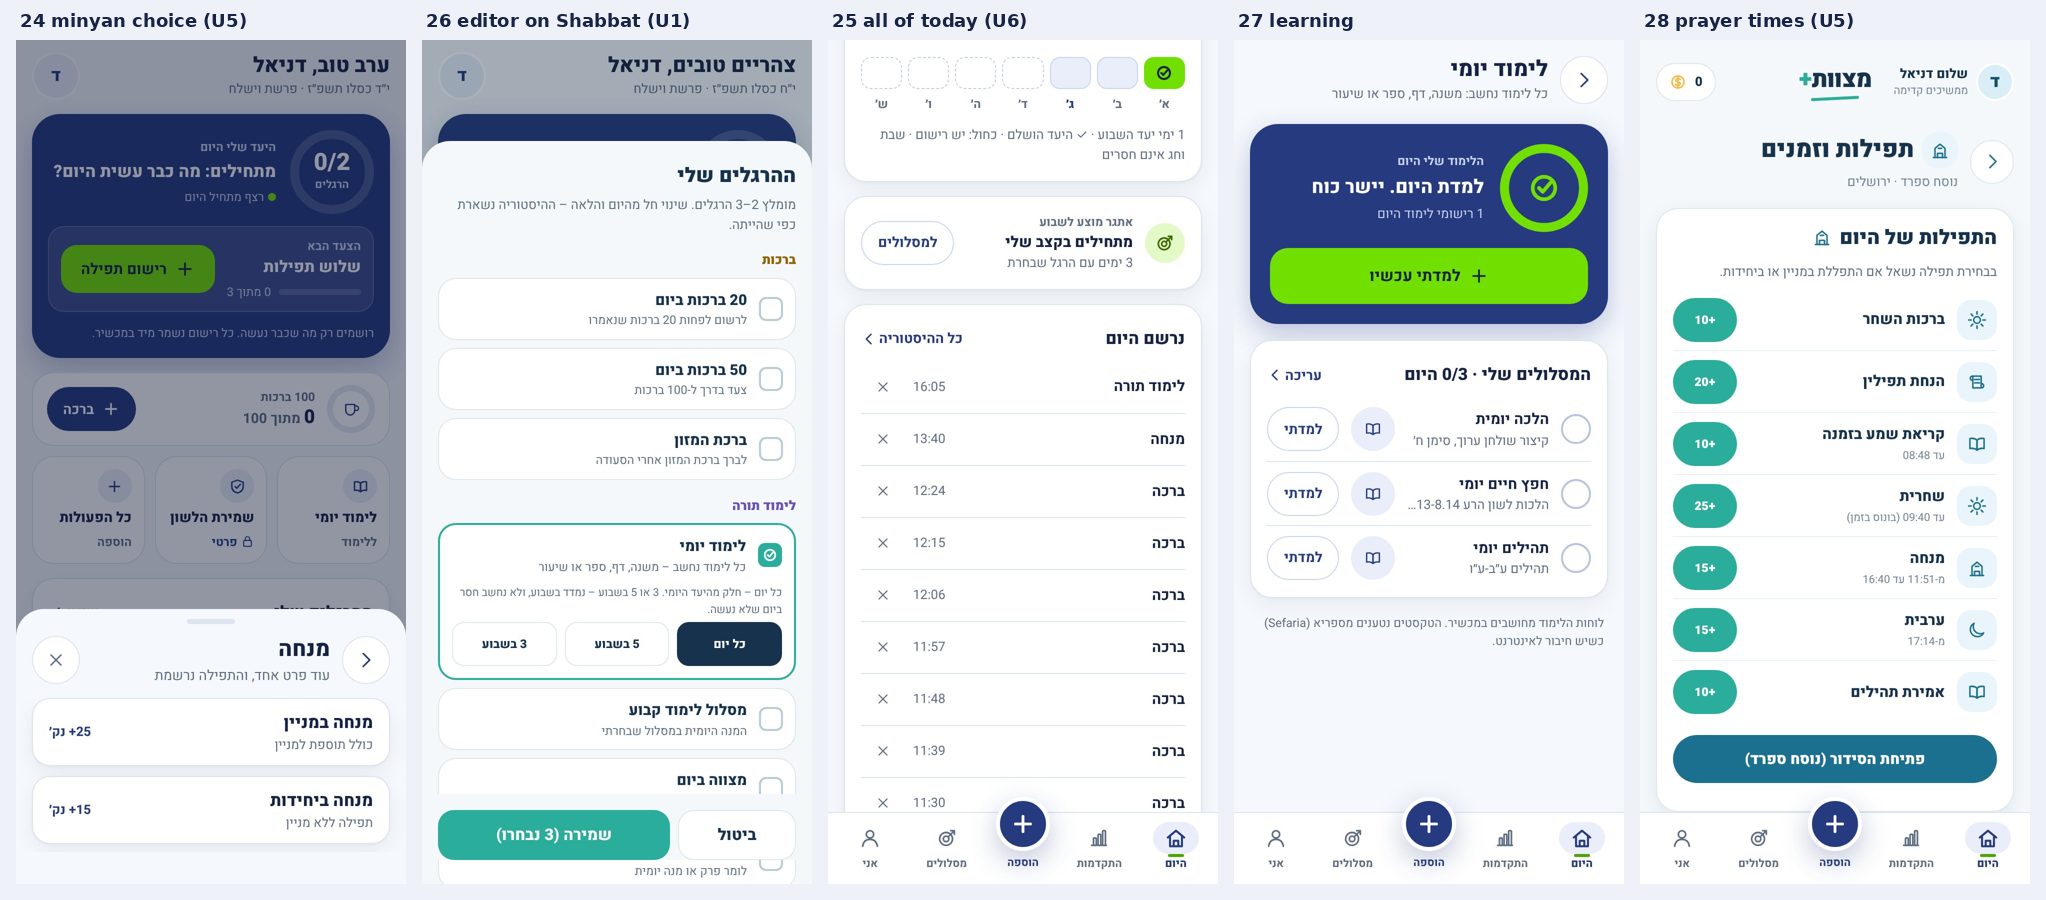 24 minyan choice (U5)
ערב טוב, דניאל
ד
י״ד כסלו תשפ״ז · פרשת וישלח
0/2
הרגלים
היעד שלי היום
מתחילים: מה כבר עשית היום?
רצף מתחיל היום
הצעד הבא
שלוש תפילות
0 מתוך 3
+ רישום תפילה
רושמים רק מה שכבר נעשה. כל רישום נשמר מיד במכשיר.
100 ברכות
0 מתוך 100
+ ברכה
לימוד יומי
ללימוד
שמירת הלשון
פרטי
כל הפעולות
הוספה
מנחה
עוד פרט אחד, והתפילה נרשמת
מנחה במניין
כולל תוספת למניין
+25 נק׳
מנחה ביחידות
תפילה ללא מניין
+15 נק׳
26 editor on Shabbat (U1)
צהריים טובים, דניאל
ד
י״ח כסלו תשפ״ז · פרשת וישלח
ההרגלים שלי
מומלץ 2–3 הרגלים. שינוי חל מהיום והלאה – ההיסטוריה נשארת
כפי שהייתה.
ברכות
20 ברכות ביום
לרשום לפחות 20 ברכות שנאמרו
50 ברכות ביום
צעד בדרך ל-100 ברכות
ברכת המזון
לברך ברכת המזון אחרי הסעודה
לימוד תורה
לימוד יומי
כל לימוד נחשב – משנה, דף, ספר או שיעור
כל יום – חלק מהיעד היומי. 3 או 5 בשבוע – נמדד בשבוע, ולא נחשב חסר
ביום שלא נעשה.
כל יום
5 בשבוע
3 בשבוע
מסלול לימוד קבוע
המנה היומית במסלול שבחרתי
מצווה ביום
ביטול
שמירה (3 נבחרו)
לומר פרק או מנה יומית
25 all of today (U6)
א׳
ב׳
ג׳
ד׳
ה׳
ו׳
ש׳
1 ימי יעד השבוע · ✓ היעד הושלם · כחול: יש רישום · שבת
וחג אינם חסרים
אתגר מוצע לשבוע
מתחילים בקצב שלי
3 ימים עם הרגל שבחרת
למסלולים
נרשם היום
כל ההיסטוריה
לימוד תורה
16:05
מנחה
13:40
ברכה
12:24
ברכה
12:15
ברכה
12:06
ברכה
11:57
ברכה
11:48
ברכה
11:39
ברכה
11:30
היום
התקדמות
הוספה
מסלולים
אני
27 learning
לימוד יומי
כל לימוד נחשב: משנה, דף, ספר או שיעור
הלימוד שלי היום
למדת היום. יישר כוח
1 רישומי לימוד היום
+ למדתי עכשיו
המסלולים שלי · 0/3 היום
עריכה
הלכה יומית
קיצור שולחן ערוך, סימן ח׳
למדתי
חפץ חיים יומי
הלכות לשון הרע 13-8.14...
למדתי
תהילים יומי
תהילים ע״ב-ע״ו
למדתי
לוחות הלימוד מחושבים במכשיר. הטקסטים נטענים מספריא (Sefaria)
כשיש חיבור לאינטרנט.
היום
התקדמות
הוספה
מסלולים
אני
28 prayer times (U5)
ד
שלום דניאל
ממשיכים קדימה
מצוות+
0
תפילות וזמנים
נוסח ספרד · ירושלים
התפילות של היום
בבחירת תפילה נשאל אם התפללת במניין או ביחידות.
ברכות השחר
+10
הנחת תפילין
+20
קריאת שמע בזמנה
עד 08:48
+10
שחרית
עד 09:40 (בונוס בזמן)
+25
מנחה
מ-11:51 עד 16:40
+15
ערבית
מ-17:14
+15
אמירת תהילים
+10
פתיחת הסידור (נוסח ספרד)
היום
התקדמות
הוספה
מסלולים
אני